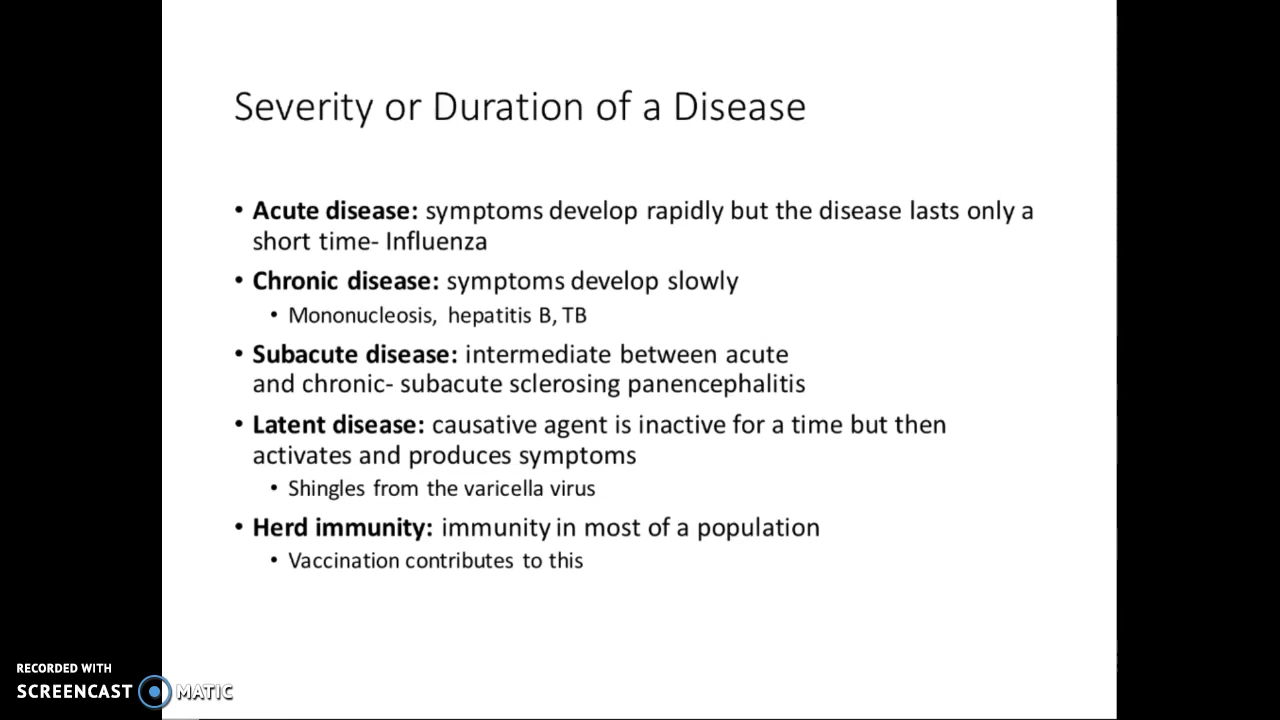 Severity or Duration of a Disease
• Acute disease: symptoms develop rapidly but the disease lasts only a
short time- Influenza
• Chronic disease: symptoms develop slowly
• Mononucleosis, hepatitis B, TB
• Subacute disease: intermediate between acute
and chronic- subacute sclerosing panencephalitis
• Latent disease: causative agent is inactive for a time but then
activates and produces symptoms
• Shingles from the varicella virus
• Herd immunity: immunity in most of a population
• Vaccination contributes to this
RECORDED WITH
SCREENCAST MATIC